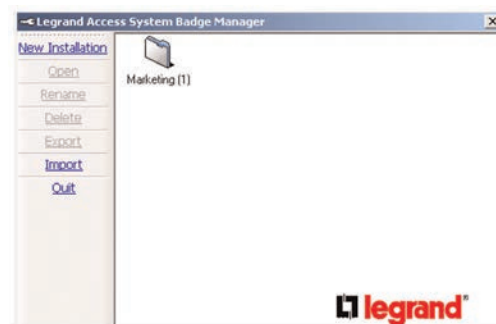 Legrand Access System Badge Manager
New Installation
Open
Rename
Delete
Export
Import
Quit
Marketing (1)
legrand®